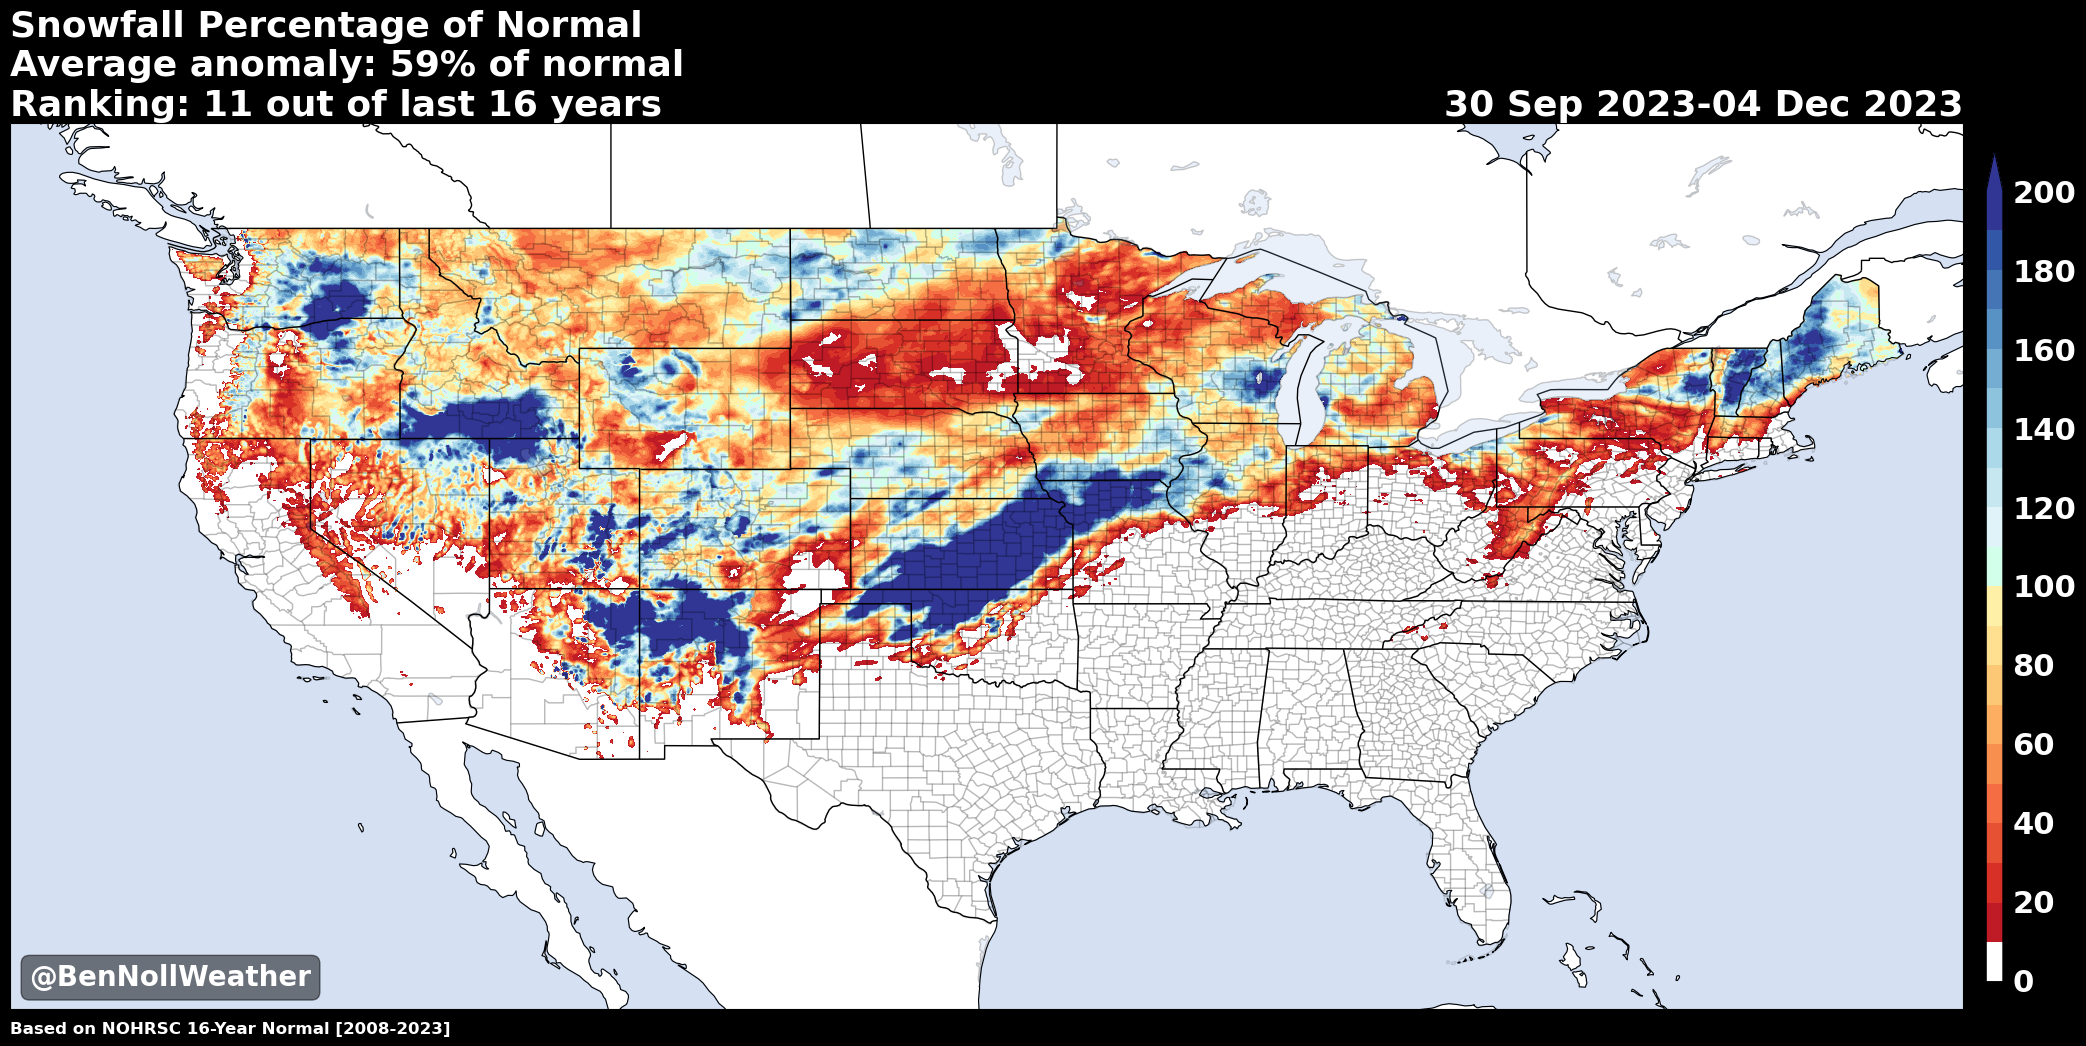 Snowfall Percentage of Normal
Average anomaly: 59% of normal
Ranking: 11 out of last 16 years
30 Sep 2023-04 Dec 2023
200
180
160
140
120
100
80
60
40
20
0
@BenNollWeather
Based on NOHRSC 16-Year Normal [2008-2023]